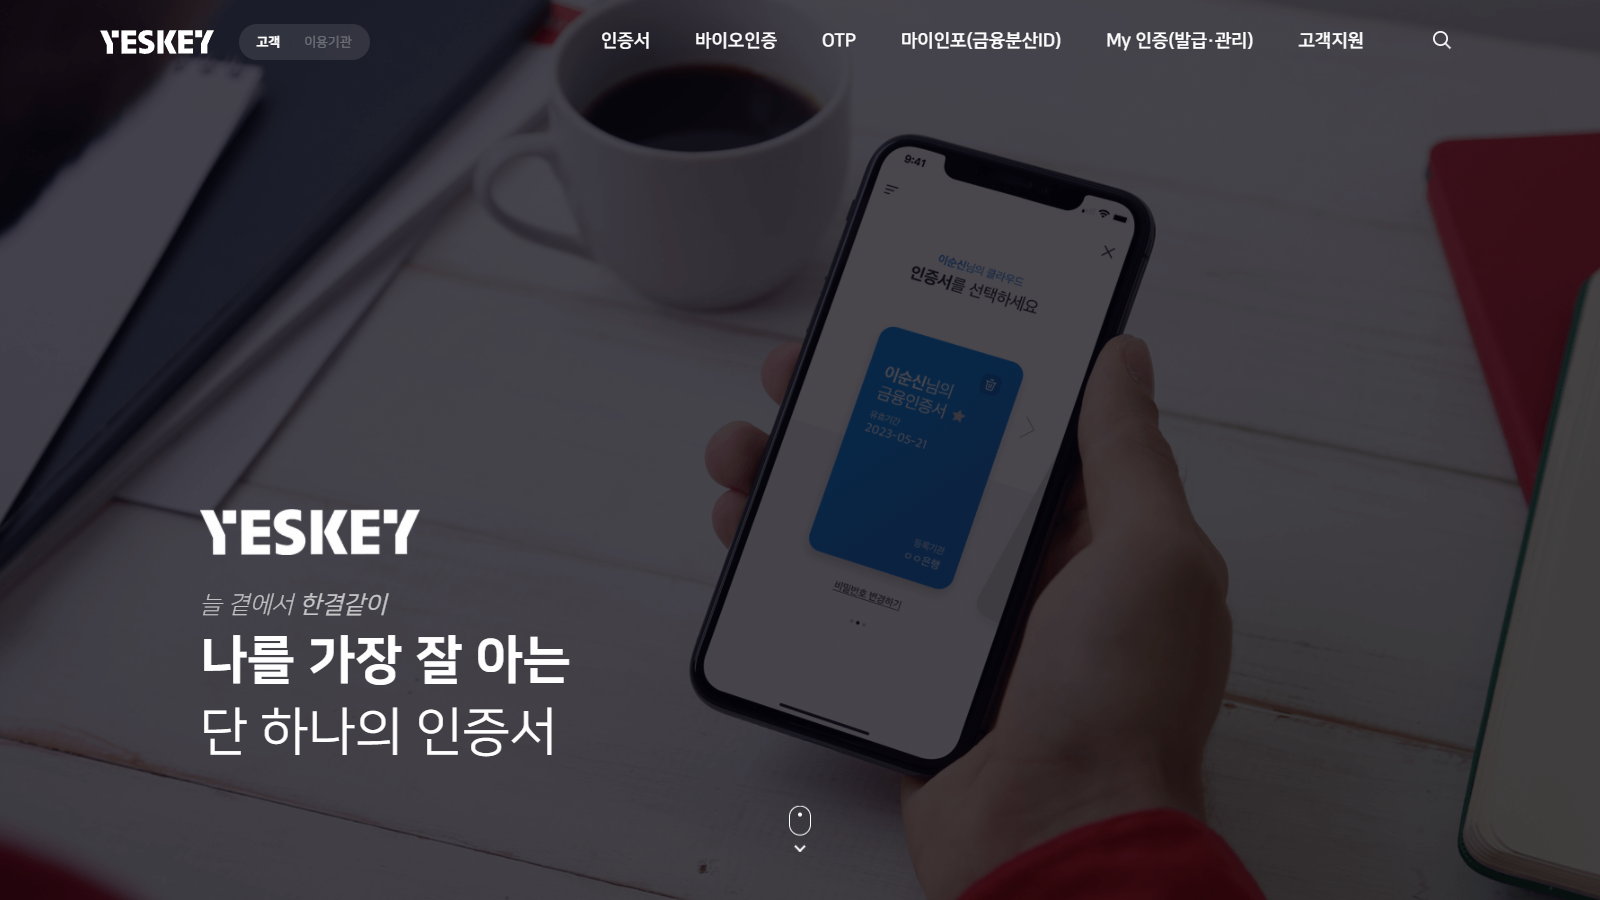 YESKEY
고객 이용기관
인증서 바이오인증 OTP 마이인포(금융분산ID) My 인증(발급·관리) 고객지원
9:41
이순신님의 클라우드
인증서를 선택하세요
이순신님의
금융인증서
유효기간
2023-05-21
등록기관
ㅇㅇ은행
비밀번호 변경하기
YESKEY
늘 곁에서 한결같이
나를 가장 잘 아는
단 하나의 인증서